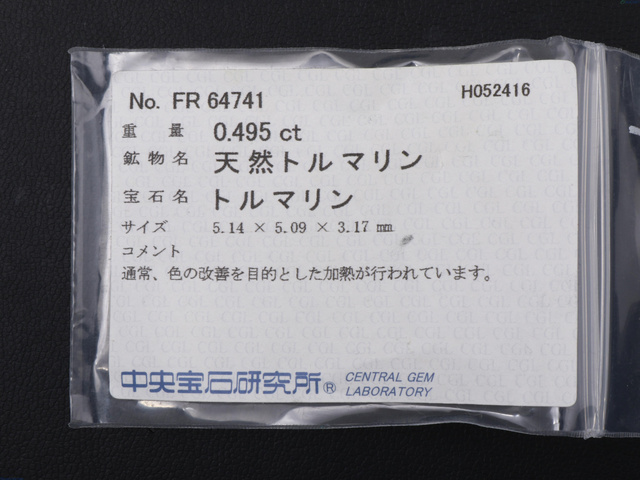 No. FR 64741
H052416
重量 0.495 ct
鉱物名 天然トルマリン
宝石名 トルマリン
サイズ 5.14 × 5.09 × 3.17 mm
コメント
通常、色の改善を目的とした加熱が行われています。
中央宝石研究所® CENTRAL GEM
LABORATORY